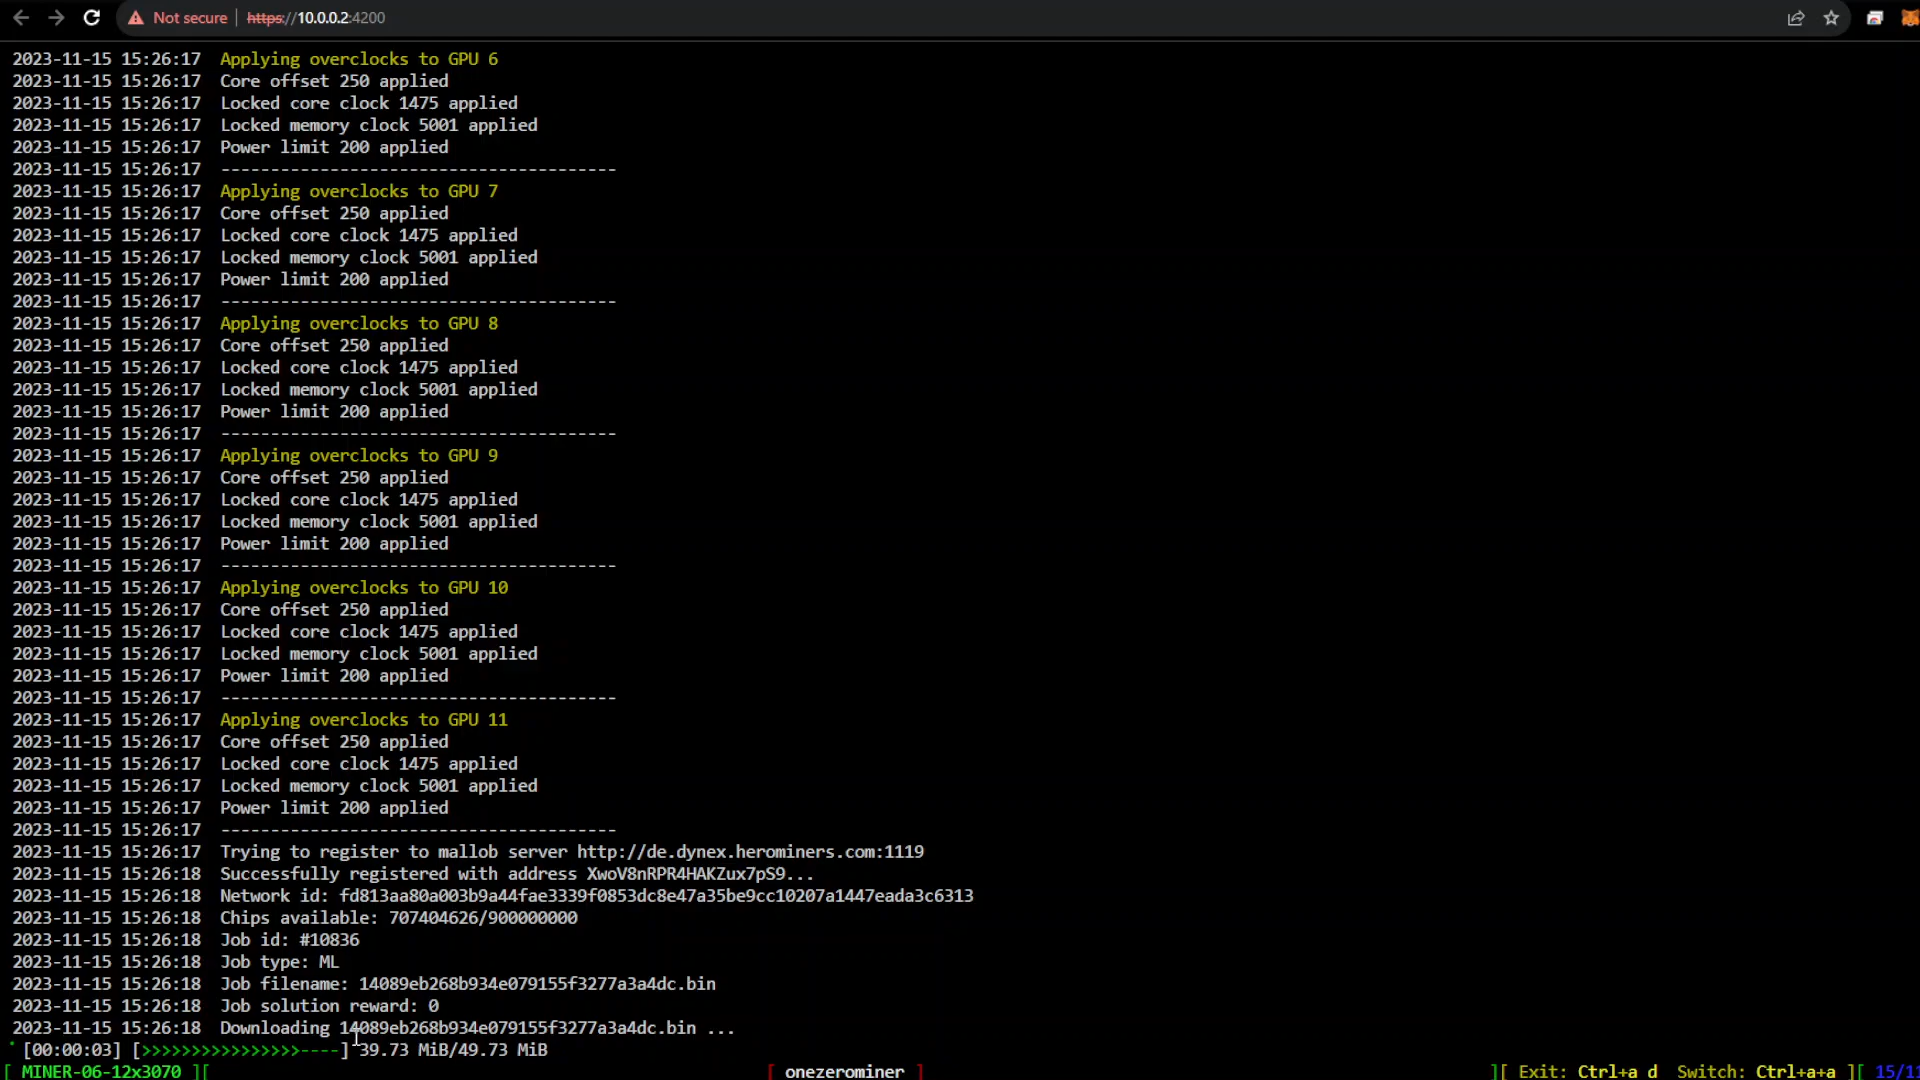 Not secure | https://10.0.0.2:4200
2023-11-15 15:26:17 Applying overclocks to GPU 6
2023-11-15 15:26:17 Core offset 250 applied
2023-11-15 15:26:17 Locked core clock 1475 applied
2023-11-15 15:26:17 Locked memory clock 5001 applied
2023-11-15 15:26:17 Power limit 200 applied
2023-11-15 15:26:17 ----------------------------------------
2023-11-15 15:26:17 Applying overclocks to GPU 7
2023-11-15 15:26:17 Core offset 250 applied
2023-11-15 15:26:17 Locked core clock 1475 applied
2023-11-15 15:26:17 Locked memory clock 5001 applied
2023-11-15 15:26:17 Power limit 200 applied
2023-11-15 15:26:17 ----------------------------------------
2023-11-15 15:26:17 Applying overclocks to GPU 8
2023-11-15 15:26:17 Core offset 250 applied
2023-11-15 15:26:17 Locked core clock 1475 applied
2023-11-15 15:26:17 Locked memory clock 5001 applied
2023-11-15 15:26:17 Power limit 200 applied
2023-11-15 15:26:17 ----------------------------------------
2023-11-15 15:26:17 Applying overclocks to GPU 9
2023-11-15 15:26:17 Core offset 250 applied
2023-11-15 15:26:17 Locked core clock 1475 applied
2023-11-15 15:26:17 Locked memory clock 5001 applied
2023-11-15 15:26:17 Power limit 200 applied
2023-11-15 15:26:17 ----------------------------------------
2023-11-15 15:26:17 Applying overclocks to GPU 10
2023-11-15 15:26:17 Core offset 250 applied
2023-11-15 15:26:17 Locked core clock 1475 applied
2023-11-15 15:26:17 Locked memory clock 5001 applied
2023-11-15 15:26:17 Power limit 200 applied
2023-11-15 15:26:17 ----------------------------------------
2023-11-15 15:26:17 Applying overclocks to GPU 11
2023-11-15 15:26:17 Core offset 250 applied
2023-11-15 15:26:17 Locked core clock 1475 applied
2023-11-15 15:26:17 Locked memory clock 5001 applied
2023-11-15 15:26:17 Power limit 200 applied
2023-11-15 15:26:17 ----------------------------------------
2023-11-15 15:26:17 Trying to register to mallob server http://de.dynex.herominers.com:1119
2023-11-15 15:26:18 Successfully registered with address XwoV8nRPR4HAKZux7pS9...
2023-11-15 15:26:18 Network id: fd813aa80a003b9a44fae3339f0853dc8e47a35be9cc10207a1447eada3c6313
2023-11-15 15:26:18 Chips available: 707404626/900000000
2023-11-15 15:26:18 Job id: #10836
2023-11-15 15:26:18 Job type: ML
2023-11-15 15:26:18 Job filename: 14089eb268b934e079155f3277a3a4dc.bin
2023-11-15 15:26:18 Job solution reward: 0
2023-11-15 15:26:18 Downloading 14089eb268b934e079155f3277a3a4dc.bin ...
[00:00:03] [>>>>>>>>>>>>>>>>----] 39.73 MiB/49.73 MiB
[ MINER-06-12x3070 ][ [ onezerominer ] ][ Exit: Ctrl+a d Switch: Ctrl+a+a ][ 15/11